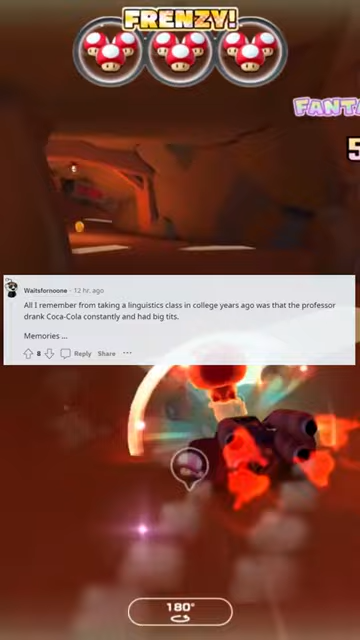 FRENZY!
FANTA
5
Waitsfornoone · 12 hr. ago
All I remember from taking a linguistics class in college years ago was that the professor
drank Coca-Cola constantly and had big tits.
Memories ...
8 Reply Share ...
180°